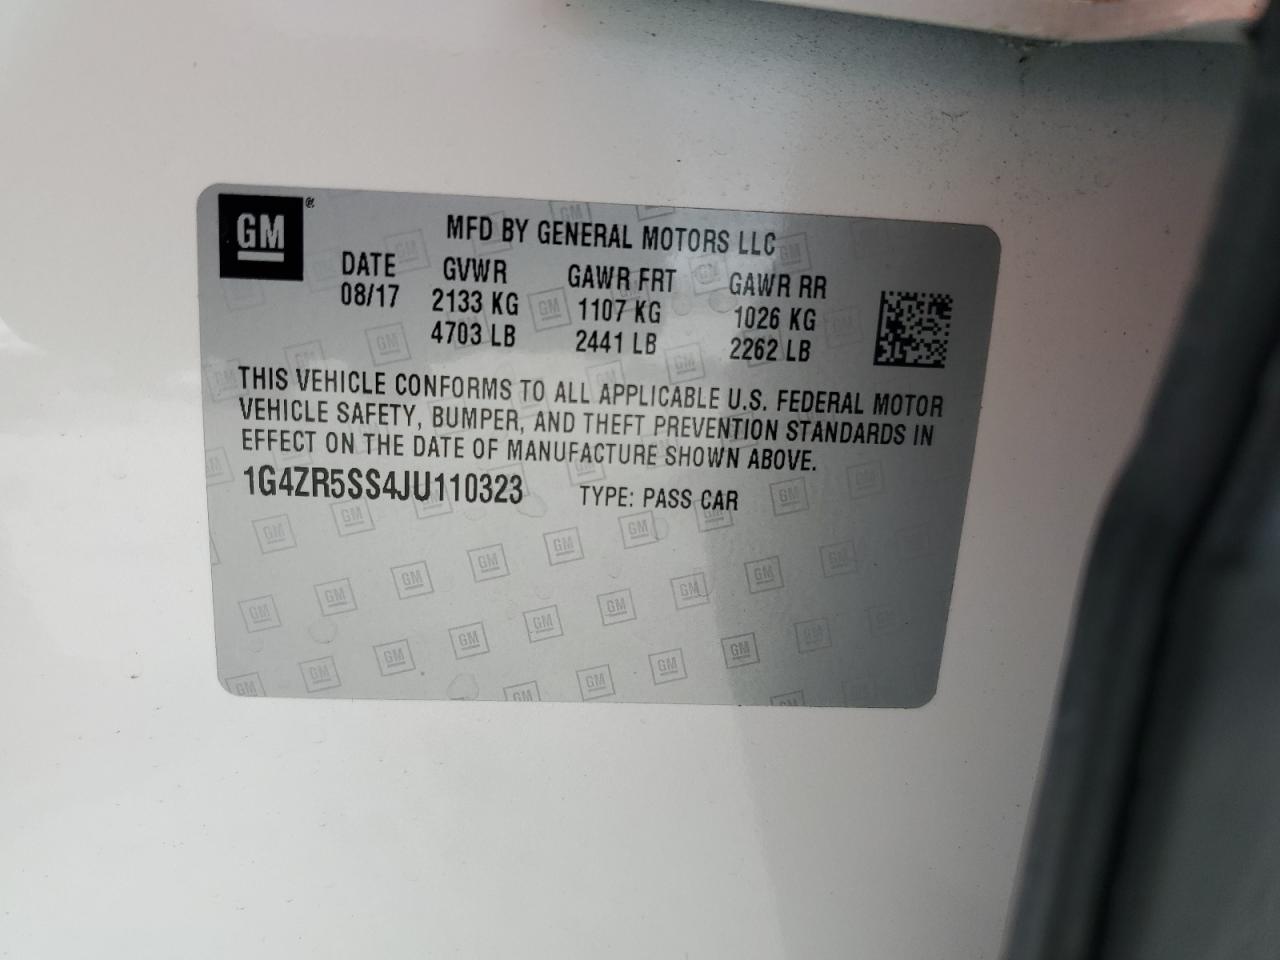 GM®
MFD BY GENERAL MOTORS LLC
DATE GVWR GAWR FRT GAWR RR
08/17 2133 KG 1107 KG 1026 KG
4703 LB 2441 LB 2262 LB
THIS VEHICLE CONFORMS TO ALL APPLICABLE U.S. FEDERAL MOTOR
VEHICLE SAFETY, BUMPER, AND THEFT PREVENTION STANDARDS IN
EFFECT ON THE DATE OF MANUFACTURE SHOWN ABOVE.
1G4ZR5SS4JU110323 TYPE: PASS CAR